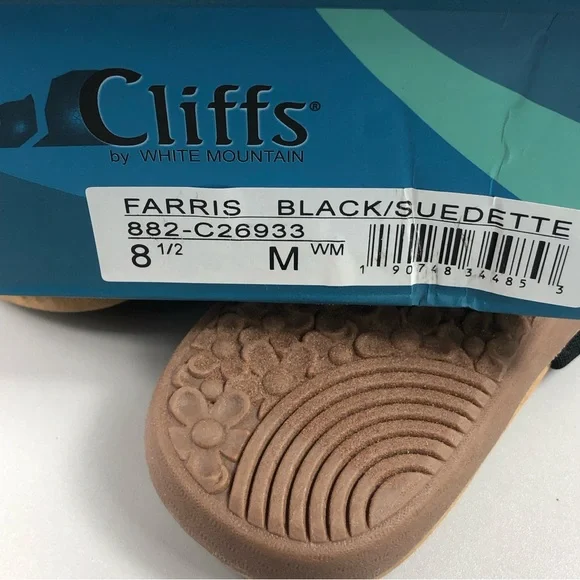 Cliffs®
by WHITE MOUNTAIN
FARRIS BLACK/SUEDETTE
882-C26933
8 1/2 M WM
1 90748 34485 3